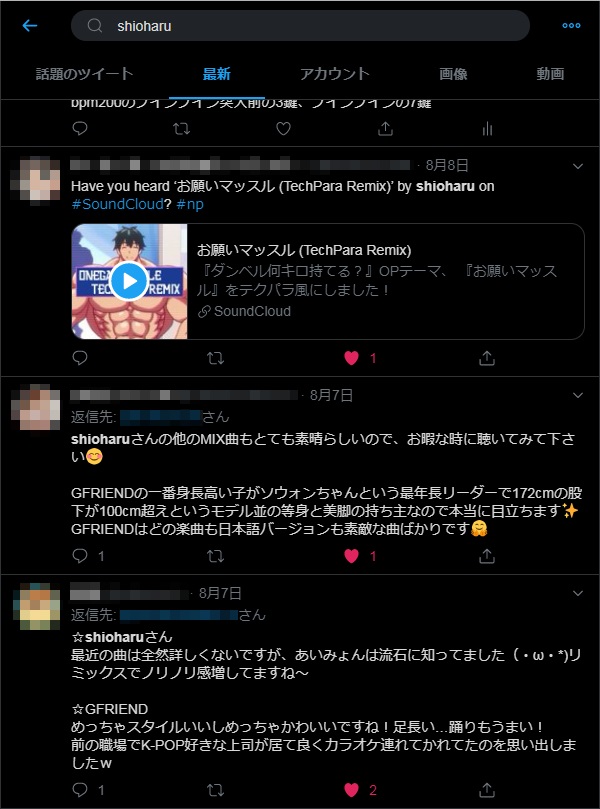 shioharu
話題のツイート 最新 アカウント 画像 動画
bpm200のツインツイン突入前の3鍵、ツインツインの7鍵
· 8月8日
Have you heard ‘お願いマッスル (TechPara Remix)’ by shioharu on
#SoundCloud? #np
お願いマッスル (TechPara Remix)
『ダンベル何キロ持てる？』OPテーマ、 『お願いマッス
ル』をテクパラ風にしました！
SoundCloud
1
· 8月7日
返信先: さん
shioharuさんの他のMIX曲もとても素晴らしいので、お暇な時に聴いてみて下さ
い😊
GFRIENDの一番身長高い子がソウォンちゃんという最年長リーダーで172cmの股
下が100cm超えというモデル並の等身と美脚の持ち主なので本当に目立ちます✨
GFRIENDはどの楽曲も日本語バージョンも素敵な曲ばかりです🤗
1 1
· 8月7日
返信先: さん
☆shioharuさん
最近の曲は全然詳しくないですが、あいみょんは流石に知ってました（・ω・*)リ
ミックスでノリノリ感増してますね～
☆GFRIEND
めっちゃスタイルいいしめっちゃかわいいですね！足長い…踊りもうまい！
前の職場でK-POP好きな上司が居て良くカラオケ連れてかれてたのを思い出しま
したw
1 2